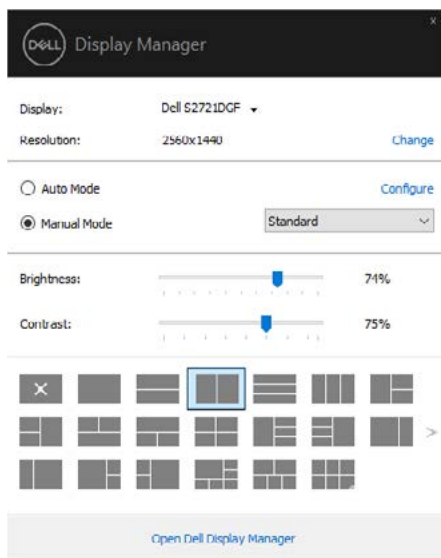 x
DELL Display Manager
Display: Dell S2721DGF
Resolution: 2560x1440 Change
Auto Mode Configure
Manual Mode Standard
Brightness: 74%
Contrast: 75%
>
Open Dell Display Manager